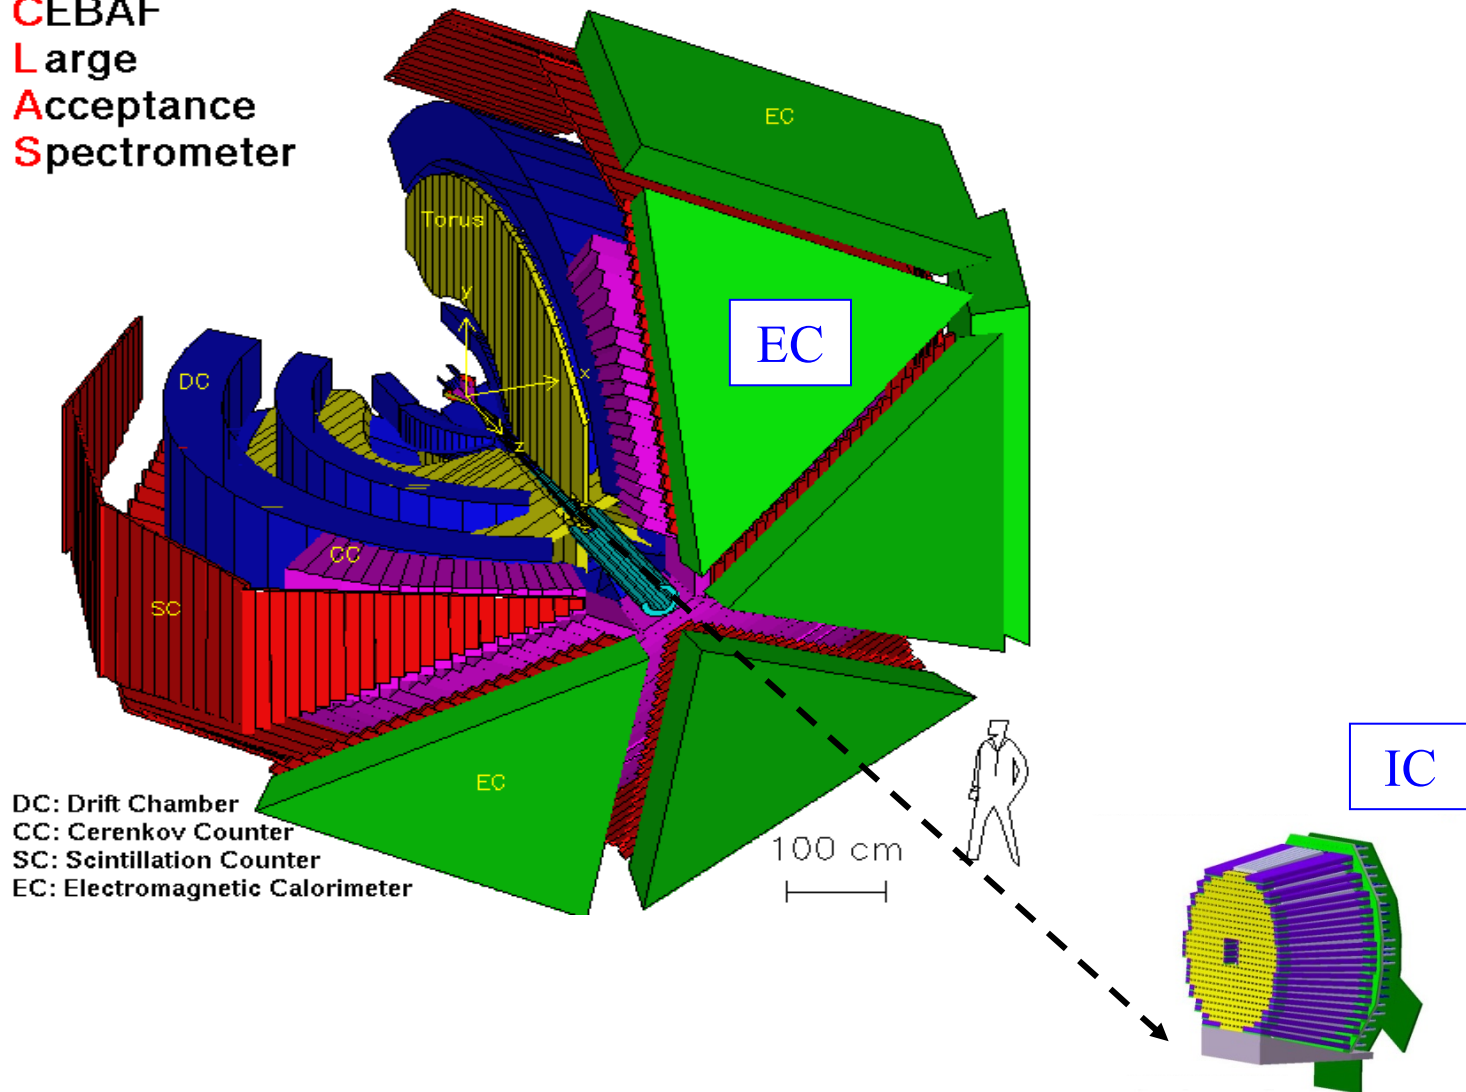 CEBAF
Large
Acceptance
Spectrometer
EC
Torus
y
EC
x
DC
z
CC
SC
EC
IC
DC: Drift Chamber
CC: Cerenkov Counter
SC: Scintillation Counter
EC: Electromagnetic Calorimeter
100 cm